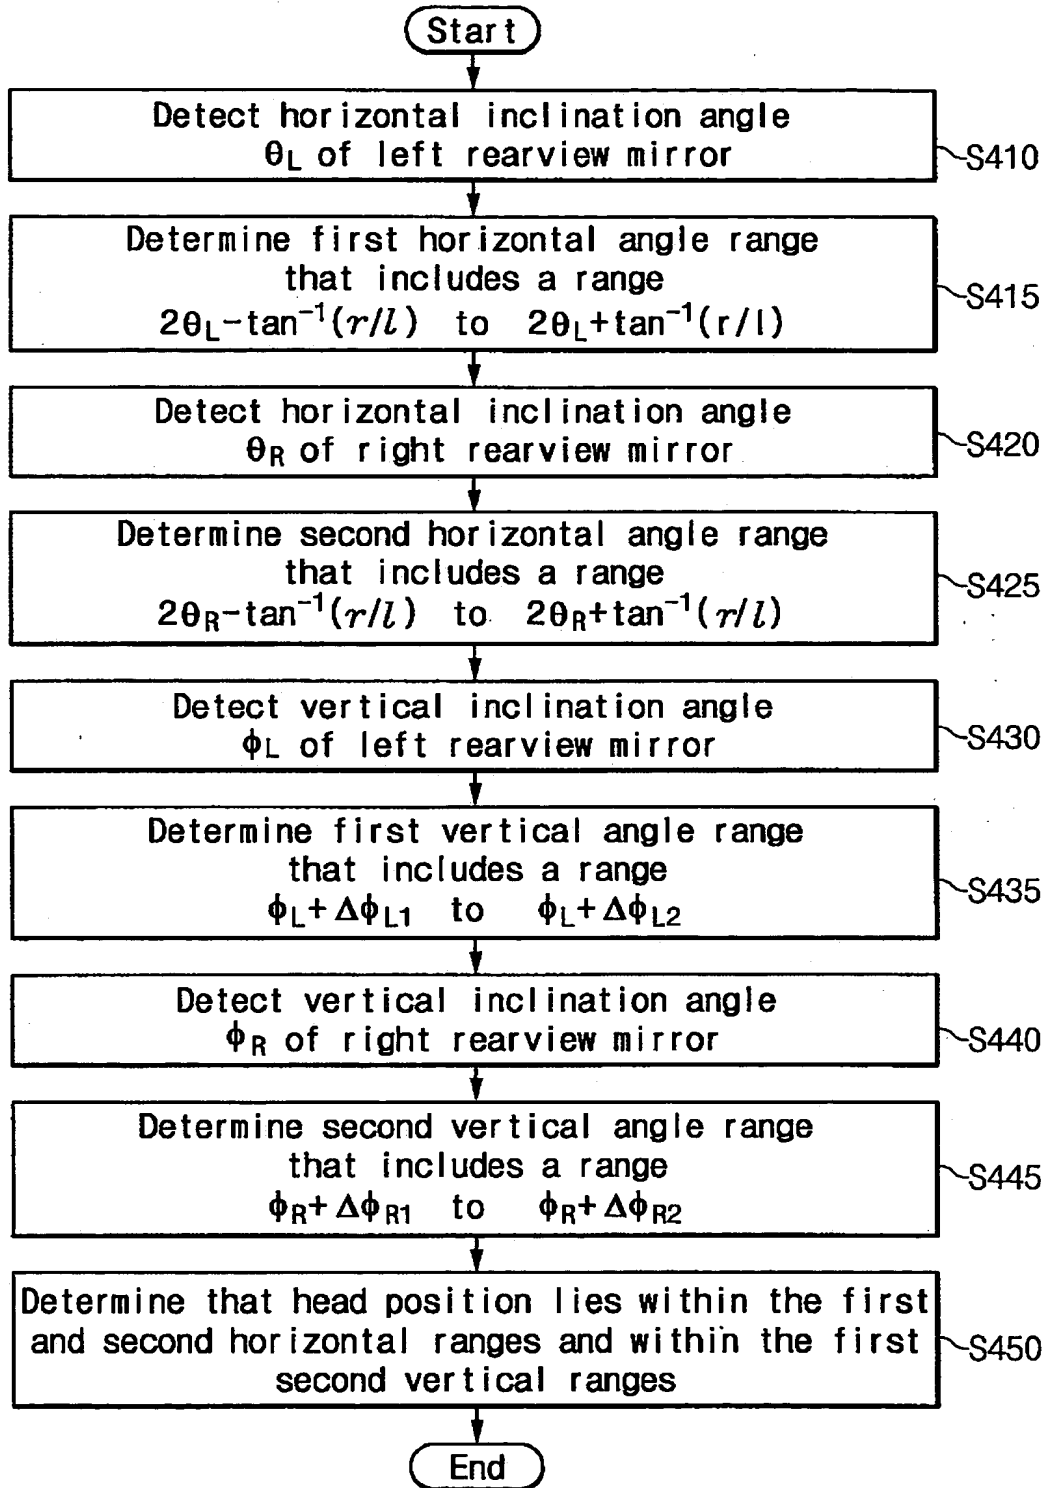 Start
Detect horizontal inclination angle
θL of left rearview mirror
S410
Determine first horizontal angle range
that includes a range
2θL-tan⁻¹(r/l) to 2θL+tan⁻¹(r/l)
S415
Detect horizontal inclination angle
θR of right rearview mirror
S420
Determine second horizontal angle range
that includes a range
2θR-tan⁻¹(r/l) to 2θR+tan⁻¹(r/l)
S425
Detect vertical inclination angle
ϕL of left rearview mirror
S430
Determine first vertical angle range
that includes a range
ϕL+ΔϕL1 to ϕL+ΔϕL2
S435
Detect vertical inclination angle
ϕR of right rearview mirror
S440
Determine second vertical angle range
that includes a range
ϕR+ΔϕR1 to ϕR+ΔϕR2
S445
Determine that head position lies within the first
and second horizontal ranges and within the first
second vertical ranges
S450
End